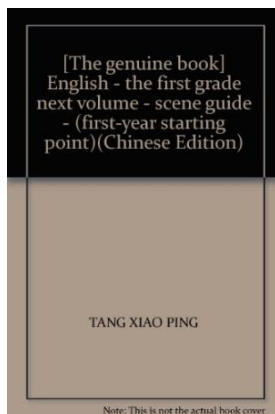 [The genuine book]
English - the first grade
next volume - scene guide
- (first-year starting
point)(Chinese Edition)
TANG XIAO PING
Note: This is not the actual book cover